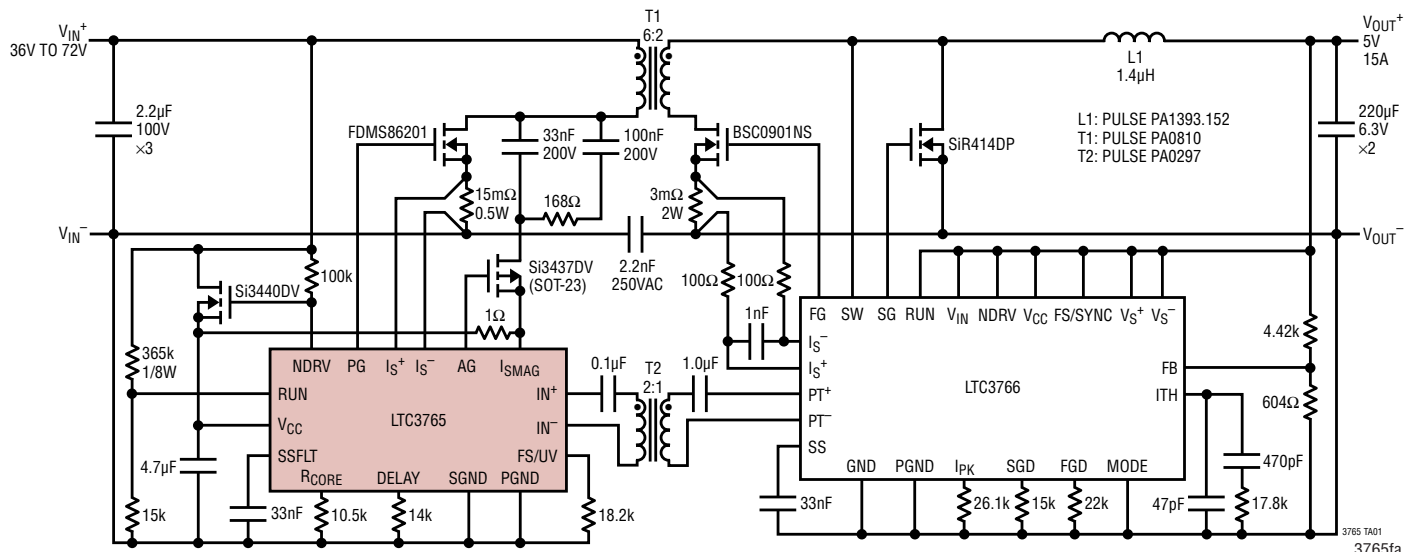 T1
6:2
VIN+
36V TO 72V
VOUT+
5V
15A
L1
1.4µH
2.2µF
100V
×3
FDMS86201
33nF
200V
100nF
200V
BSC0901NS
SiR414DP
L1: PULSE PA1393.152
T1: PULSE PA0810
T2: PULSE PA0297
220µF
6.3V
×2
15mΩ
0.5W
168Ω
3mΩ
2W
VIN–
VOUT–
2.2nF
250VAC
100k
Si3440DV
Si3437DV
(SOT-23)
100Ω
100Ω
1Ω
1nF
365k
1/8W
NDRV PG IS+ IS– AG ISMAG
RUN
VCC
SSFLT
RCORE DELAY SGND PGND
LTC3765
IN+
IN–
FS/UV
0.1µF
T2
2:1
1.0µF
FG SW SG RUN VIN NDRV VCC FS/SYNC VS+ VS–
IS–
IS+
PT+
PT–
SS
LTC3766
FB
ITH
GND PGND IPK SGD FGD MODE
4.42k
604Ω
4.7µF
15k
33nF
10.5k
14k
18.2k
33nF
26.1k
15k
22k
47pF
470pF
17.8k
3765 TA01
3765fa